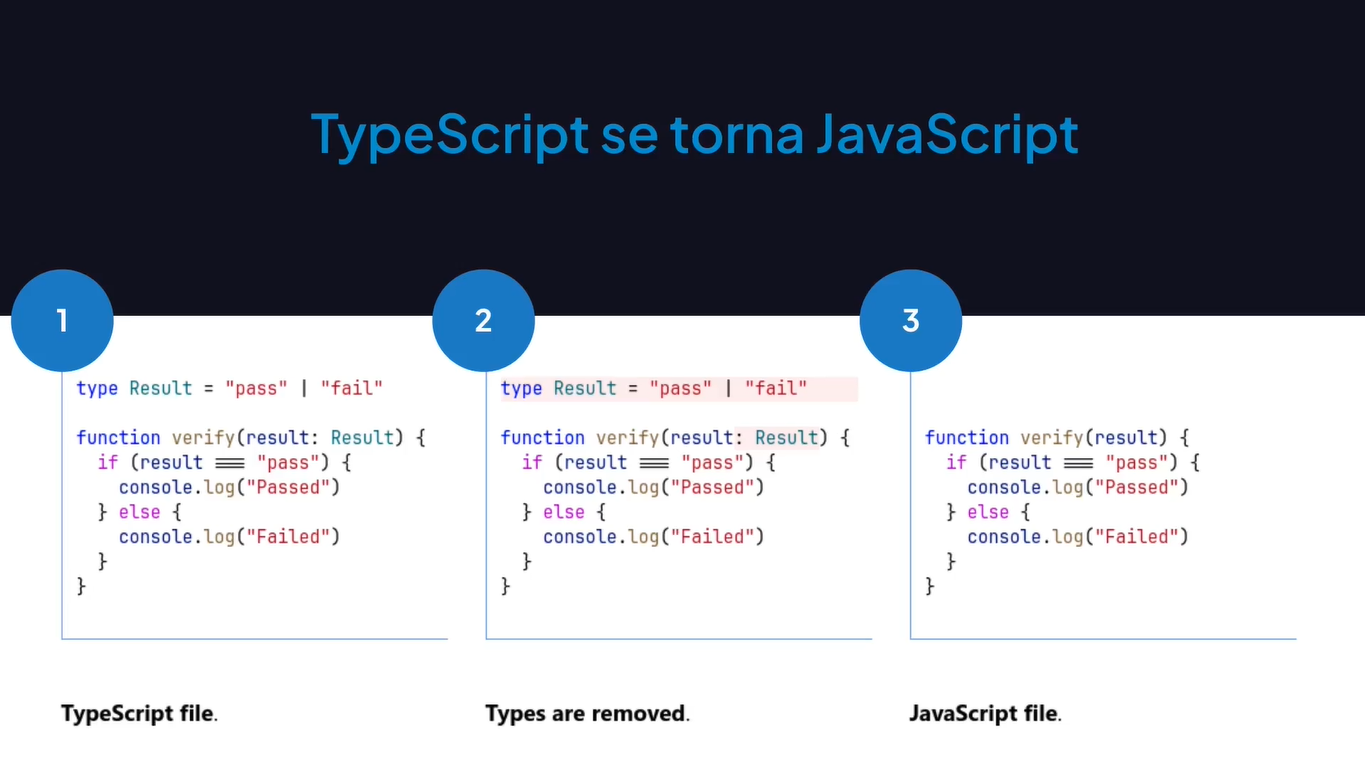 TypeScript se torna JavaScript
1
type Result = "pass" | "fail"
function verify(result: Result) {
  if (result === "pass") {
    console.log("Passed")
  } else {
    console.log("Failed")
  }
}
TypeScript file.
2
type Result = "pass" | "fail"
function verify(result: Result) {
  if (result === "pass") {
    console.log("Passed")
  } else {
    console.log("Failed")
  }
}
Types are removed.
3
function verify(result) {
  if (result === "pass") {
    console.log("Passed")
  } else {
    console.log("Failed")
  }
}
JavaScript file.